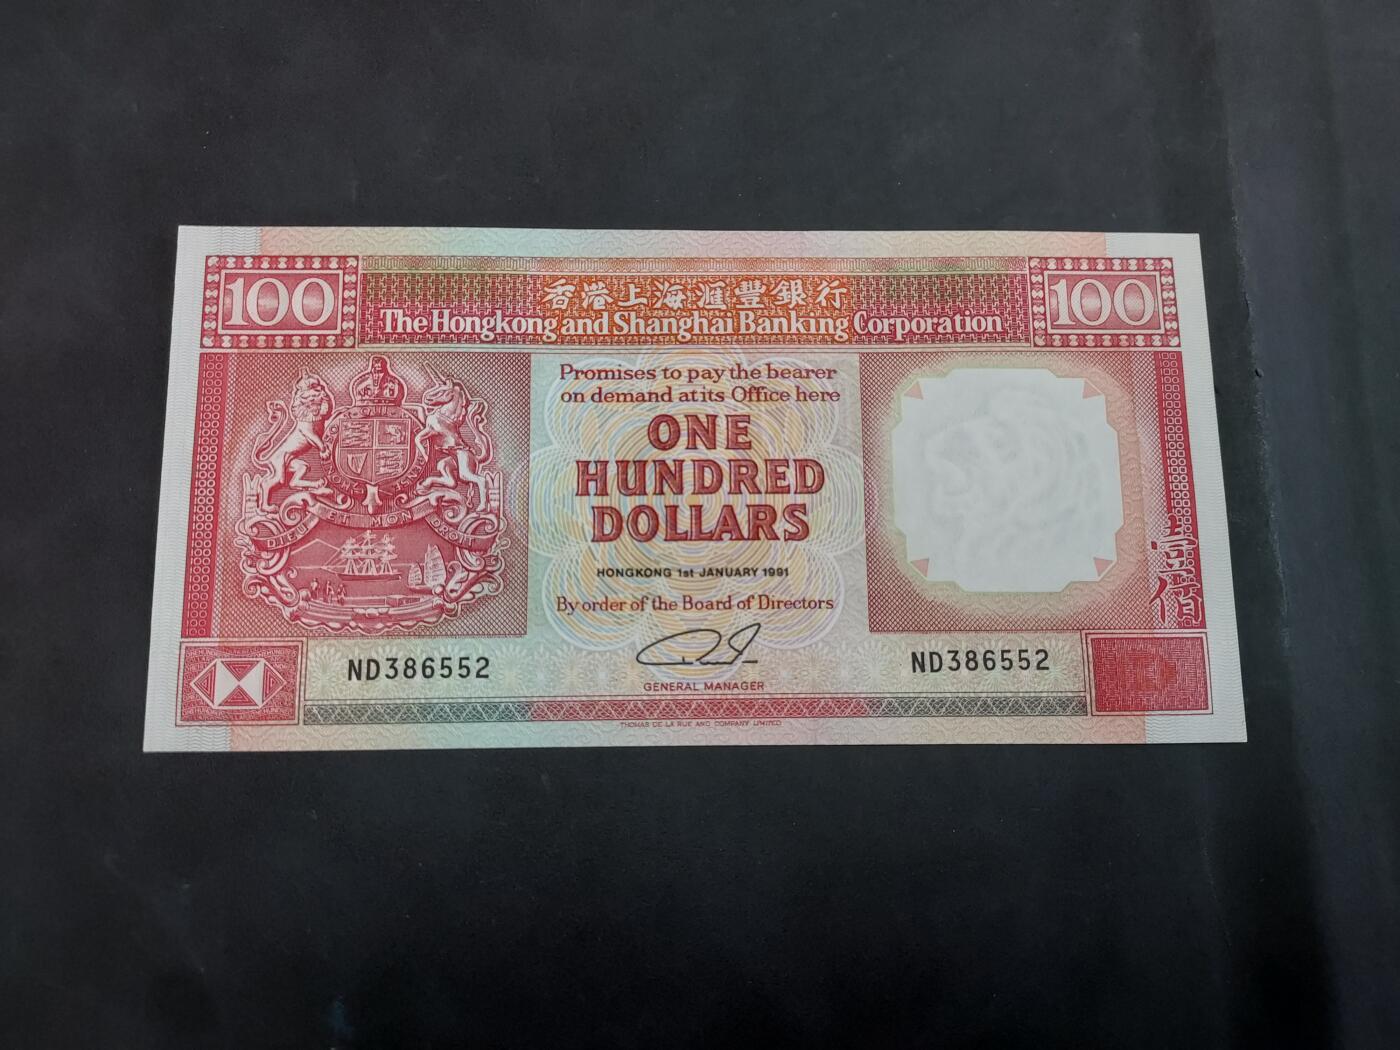 100
香港上海滙豐銀行
100
The Hongkong and Shanghai Banking Corporation
Promises to pay the bearer
on demand at its Office here
ONE
HUNDRED
DOLLARS
DIEU ET MON DROIT
HONGKONG 1st JANUARY 1991
壹佰
By order of the Board of Directors
ND386552
ND386552
GENERAL MANAGER
THOMAS DE LA RUE AND COMPANY LIMITED